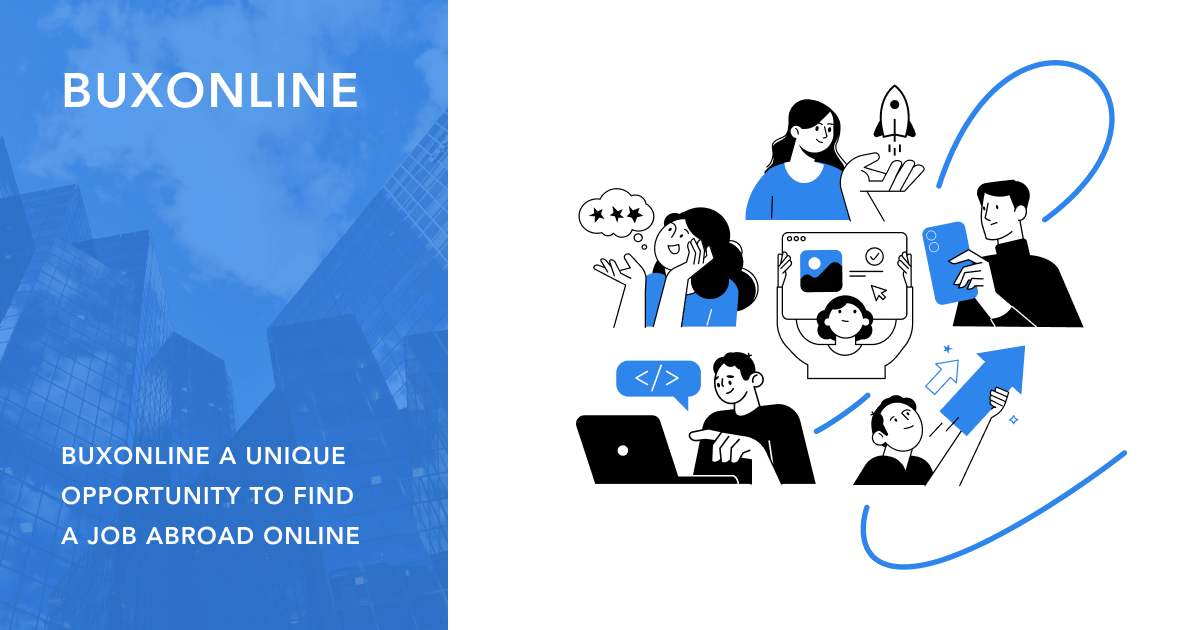 BUXONLINE
BUXONLINE A UNIQUE
OPPORTUNITY TO FIND
A JOB ABROAD ONLINE
</>